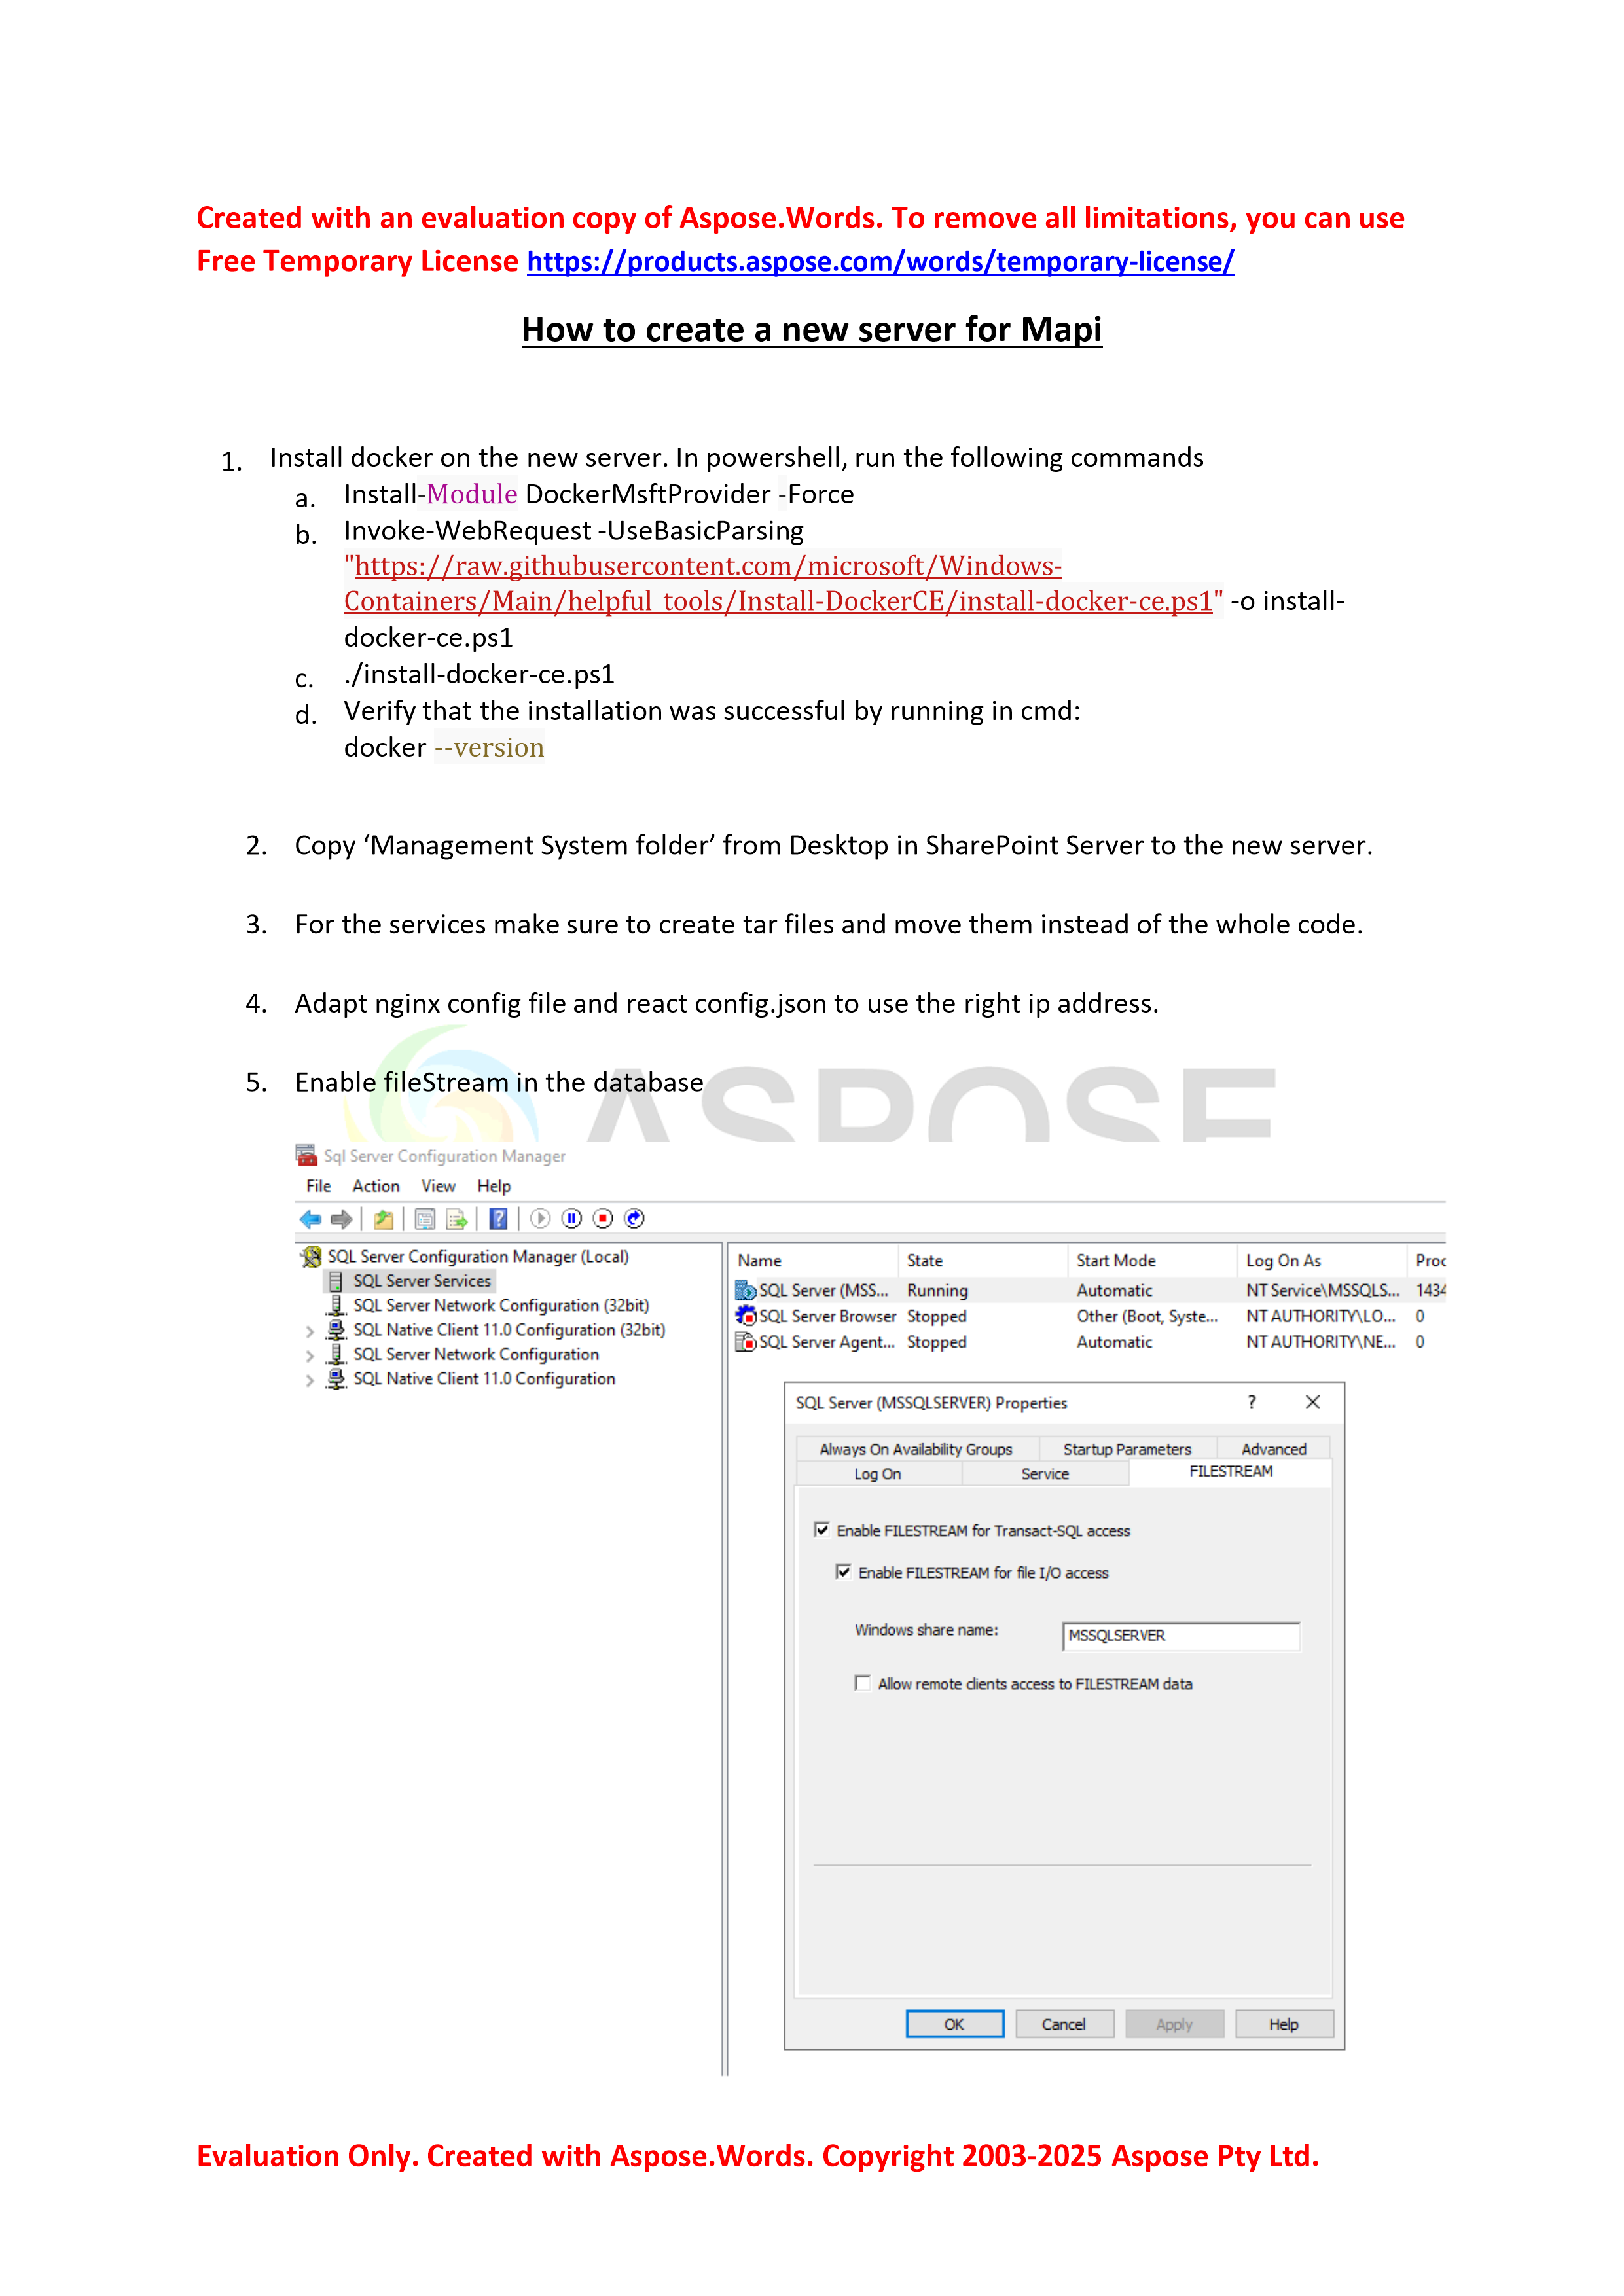 Created with an evaluation copy of Aspose.Words. To remove all limitations, you can use
Free Temporary License https://products.aspose.com/words/temporary-license/
How to create a new server for Mapi
1. Install docker on the new server. In powershell, run the following commands
a. Install-Module DockerMsftProvider -Force
b. Invoke-WebRequest -UseBasicParsing
"https://raw.githubusercontent.com/microsoft/Windows-
Containers/Main/helpful_tools/Install-DockerCE/install-docker-ce.ps1" -o install-
docker-ce.ps1
c. ./install-docker-ce.ps1
d. Verify that the installation was successful by running in cmd:
docker --version
2. Copy ‘Management System folder’ from Desktop in SharePoint Server to the new server.
3. For the services make sure to create tar files and move them instead of the whole code.
4. Adapt nginx config file and react config.json to use the right ip address.
5. Enable fileStream in the database
ASPOSE
Sql Server Configuration Manager
File Action View Help
SQL Server Configuration Manager (Local)
SQL Server Services
SQL Server Network Configuration (32bit)
SQL Native Client 11.0 Configuration (32bit)
SQL Server Network Configuration
SQL Native Client 11.0 Configuration
Name State Start Mode Log On As Proc
SQL Server (MSS... Running Automatic NT Service\MSSQLS... 1434
SQL Server Browser Stopped Other (Boot, Syste... NT AUTHORITY\LO... 0
SQL Server Agent... Stopped Automatic NT AUTHORITY\NE... 0
SQL Server (MSSQLSERVER) Properties ?
Always On Availability Groups Startup Parameters Advanced
Log On Service FILESTREAM
Enable FILESTREAM for Transact-SQL access
Enable FILESTREAM for file I/O access
Windows share name: MSSQLSERVER
Allow remote clients access to FILESTREAM data
OK Cancel Apply Help
Evaluation Only. Created with Aspose.Words. Copyright 2003-2025 Aspose Pty Ltd.